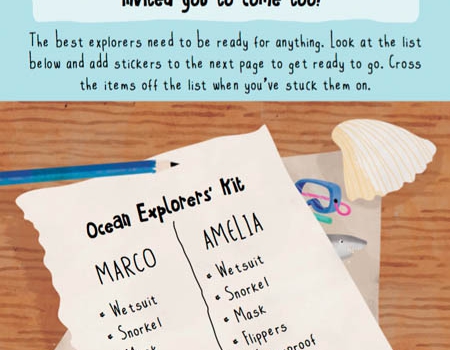 invited you to come too!
The best explorers need to be ready for anything. Look at the list
below and add stickers to the next page to get ready to go. Cross
the items off the list when you've stuck them on.
Ocean Explorers' Kit
MARCO
• Wetsuit
• Snorkel
AMELIA
• Wetsuit
• Snorkel
• Mask
• Flippers